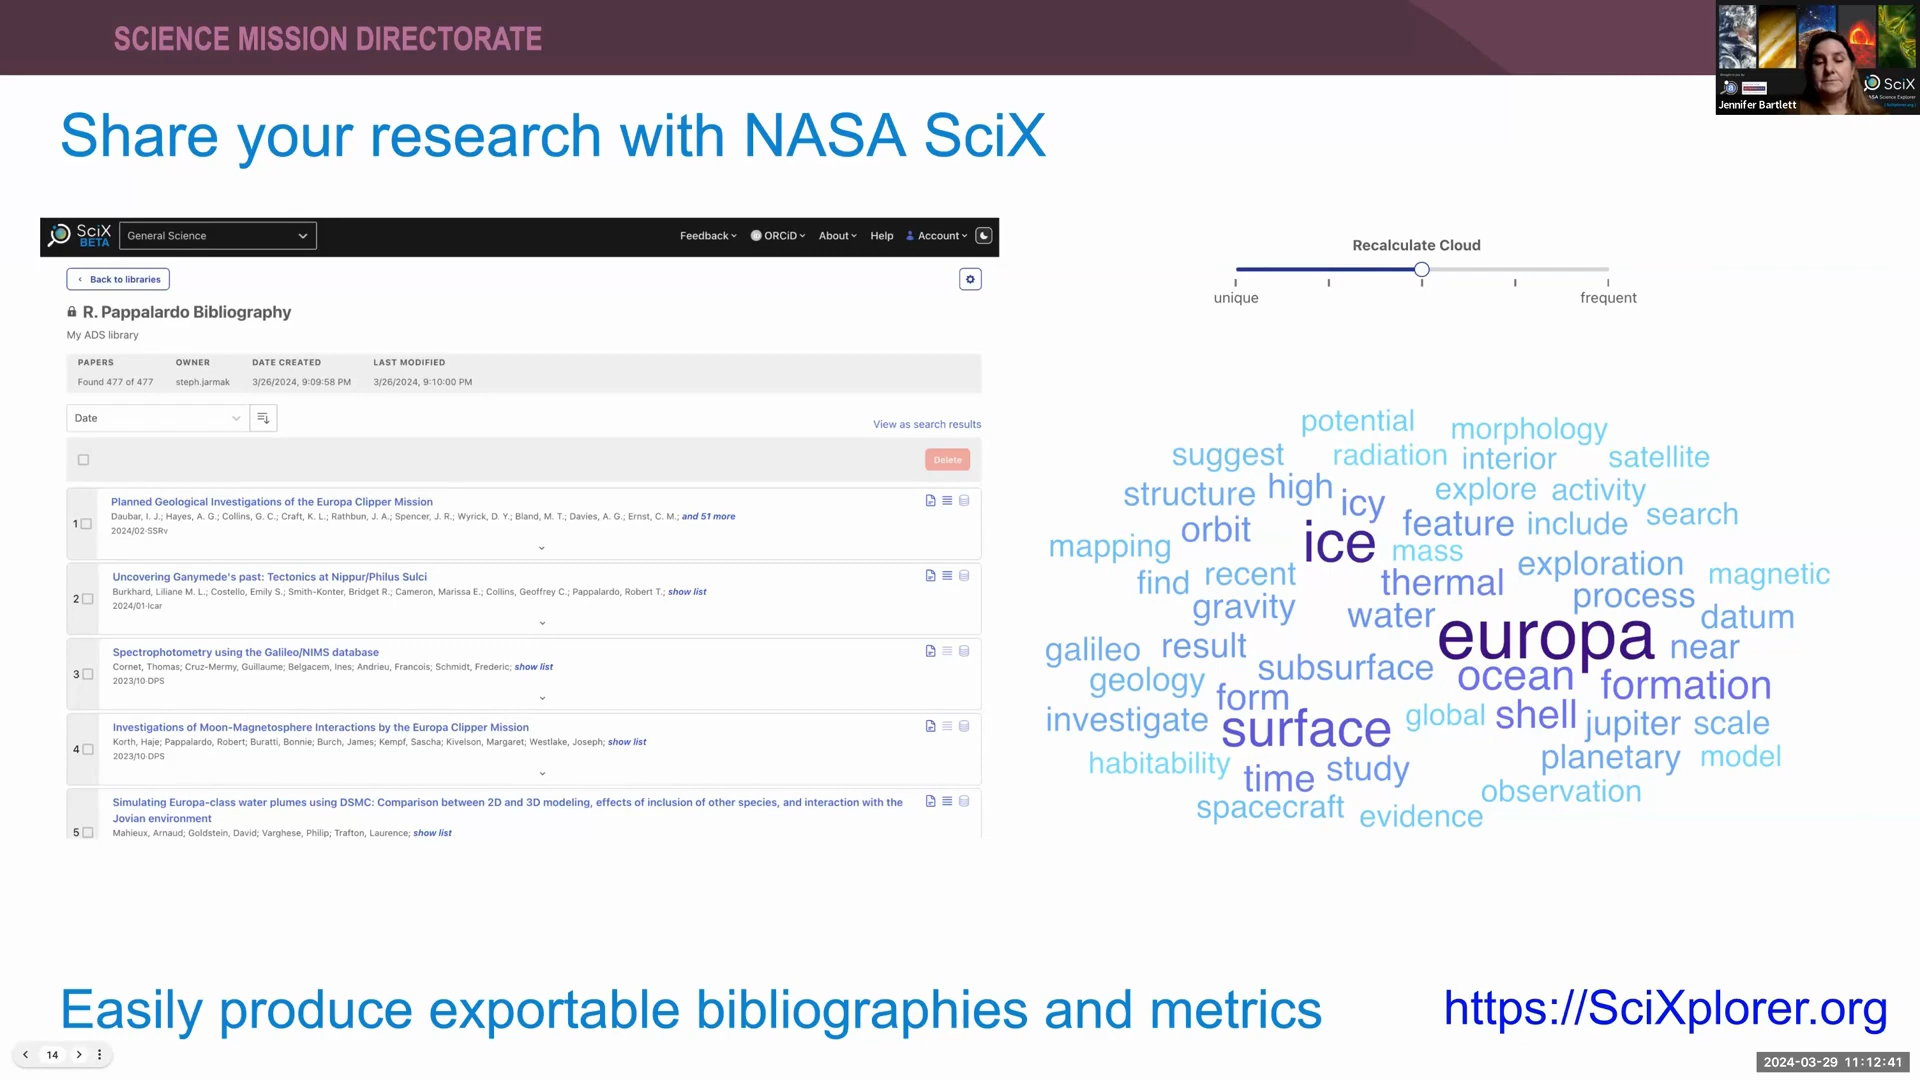 SCIENCE MISSION DIRECTORATE
SciX
Jennifer Bartlett
Share your research with NASA SciX
SciX
BETA
General Science
Feedback
ORCiD
About
Help
Account
Back to libraries
R. Pappalardo Bibliography
My ADS library
PAPERS OWNER DATE CREATED LAST MODIFIED
Found 477 of 477 steph.jarmak 3/26/2024, 9:09:58 PM 3/26/2024, 9:10:00 PM
Date
View as search results
Delete
1
Planned Geological Investigations of the Europa Clipper Mission
Daubar, I. J.; Hayes, A. G.; Collins, G. C.; Craft, K. L.; Rathbun, J. A.; Spencer, J. R.; Wyrick, D. Y.; Bland, M. T.; Davies, A. G.; Ernst, C. M.; and 51 more
2024/02·SSRv
2
Uncovering Ganymede's past: Tectonics at Nippur/Philus Sulci
Burkhard, Liliane M. L.; Costello, Emily S.; Smith-Konter, Bridget R.; Cameron, Marissa E.; Collins, Geoffrey C.; Pappalardo, Robert T.; show list
2024/01·Icar
3
Spectrophotometry using the Galileo/NIMS database
Cornet, Thomas; Cruz-Mermy, Guillaume; Belgacem, Ines; Andrieu, Francois; Schmidt, Frederic; show list
2023/10·DPS
4
Investigations of Moon-Magnetosphere Interactions by the Europa Clipper Mission
Korth, Haje; Pappalardo, Robert; Buratti, Bonnie; Burch, James; Kempf, Sascha; Kivelson, Margaret; Westlake, Joseph; show list
2023/10·DPS
5
Simulating Europa-class water plumes using DSMC: Comparison between 2D and 3D modeling, effects of inclusion of other species, and interaction with the
Jovian environment
Mahieux, Arnaud; Goldstein, David; Varghese, Philip; Trafton, Laurence; show list
Recalculate Cloud
unique frequent
potential morphology
suggest radiation interior satellite
structure high icy explore activity
orbit ice feature include search
mapping mass exploration
find recent thermal process magnetic
gravity water datum
galileo result europa near
geology subsurface ocean formation
form
investigate surface global shell jupiter scale
habitability time study planetary model
spacecraft evidence observation
Easily produce exportable bibliographies and metrics
https://SciXplorer.org
14
2024-03-29 11:12:41